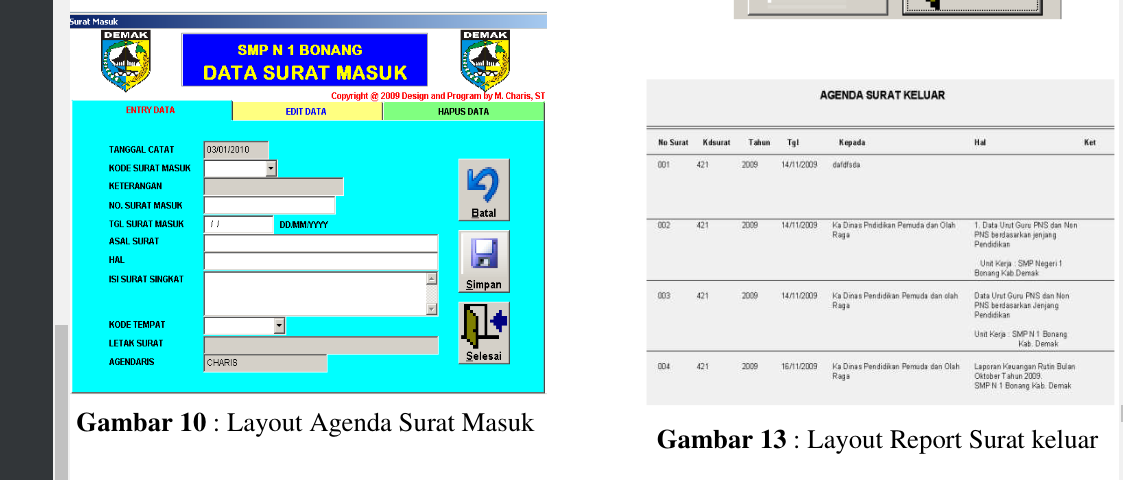 Surat Masuk
DEMAK
DEMAK
SMP N 1 BONANG
DATA SURAT MASUK
Copyright @ 2009 Design and Program by M. Charis, ST
ENTRY DATA
EDIT DATA
HAPUS DATA
TANGGAL CATAT 03/01/2010
KODE SURAT MASUK
KETERANGAN
NO. SURAT MASUK
TGL SURAT MASUK / / DD/MM/YYYY
ASAL SURAT
HAL
ISI SURAT SINGKAT
KODE TEMPAT
LETAK SURAT
AGENDARIS CHARIS
Batal
Simpan
Selesai
Gambar 10 : Layout Agenda Surat Masuk
AGENDA SURAT KELUAR
No Surat Kdsurat Tahun Tgl Kepada Hal Ket
001 421 2009 14/11/2009 dafdfsda
002 421 2009 14/11/2009 Ka Dinas Pndidikan Pemuda dan Olah 1. Data Urut Guru PNS dan Non
Raga PNS berdasarkan jenjang
Pendidikan
Unit Kerja : SMP Negeri 1
Bonang Kab.Demak
003 421 2009 14/11/2009 Ka Dinas Pendidikan Pemuda dan olah Data Urut Guru PNS dan Non
Raga PNS berdasarkan Jenjang
Pendidikan
Unit Kerja : SMP N 1 Bonang
Kab. Demak
004 421 2009 16/11/2009 Ka Dinas Pendidikan Pemuda dan Olah Laporan Keuangan Rutin Bulan
Raga Oktober Tahun 2009.
SMP N 1 Bonang Kab. Demak
Gambar 13 : Layout Report Surat keluar